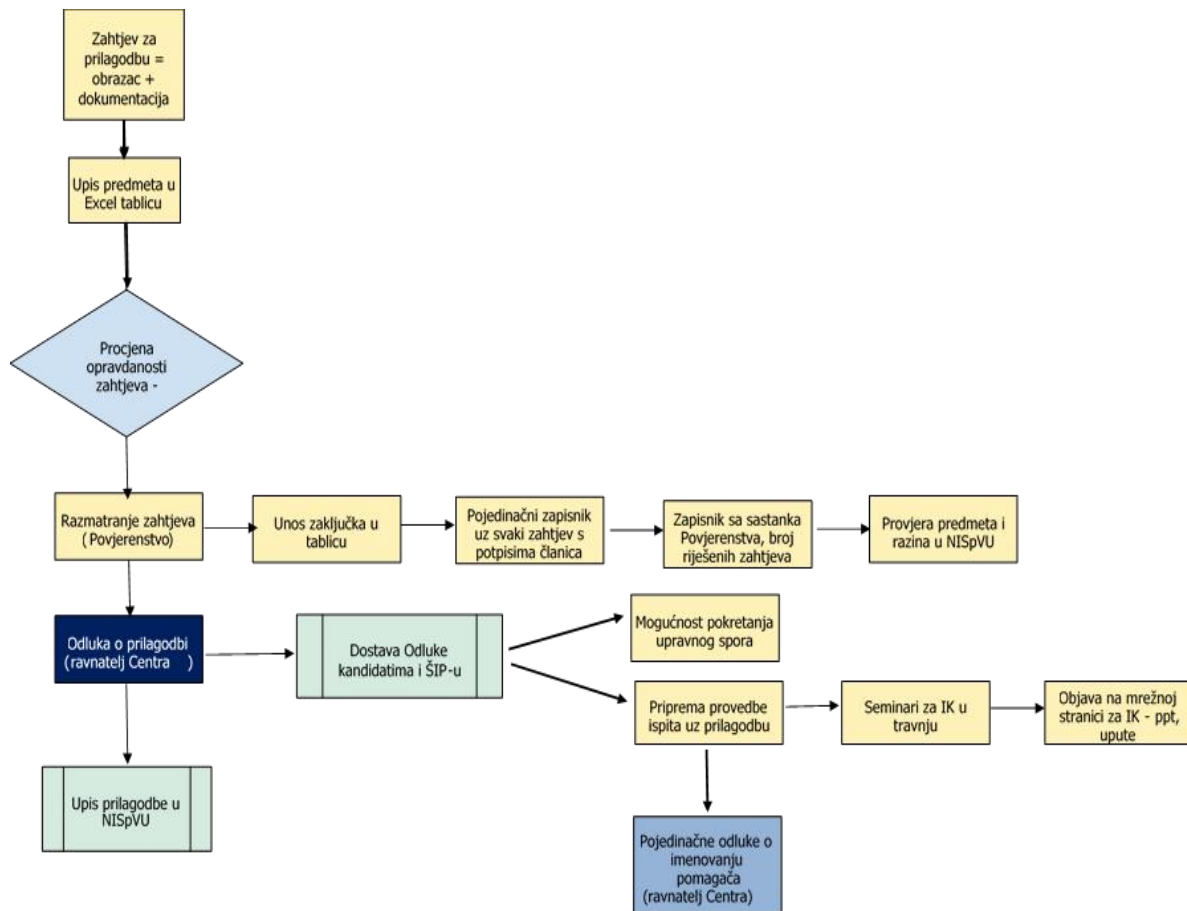 Zahtjev za
prilagodbu =
obrazac +
dokumentacija
Upis predmeta u
Excel tablicu
Procjena
opravdanosti
zahtjeva -
Razmatranje zahtjeva
( Povjerenstvo)
Unos zaključka u
tablicu
Pojedinačni zapisnik
uz svaki zahtjev s
potpisima članica
Zapisnik sa sastanka
Povjerenstva, broj
riješenih zahtjeva
Provjera predmeta i
razina u NISpVU
Odluka o prilagodbi
(ravnatelj Centra )
Dostava Odluke
kandidatima i ŠIP-u
Mogućnost pokretanja
upravnog spora
Priprema provedbe
ispita uz prilagodbu
Seminari za IK u
travnju
Objava na mrežnoj
stranici za IK - ppt,
upute
Upis prilagodbe u
NISpVU
Pojedinačne odluke o
imenovanju
pomagača
(ravnatelj Centra)